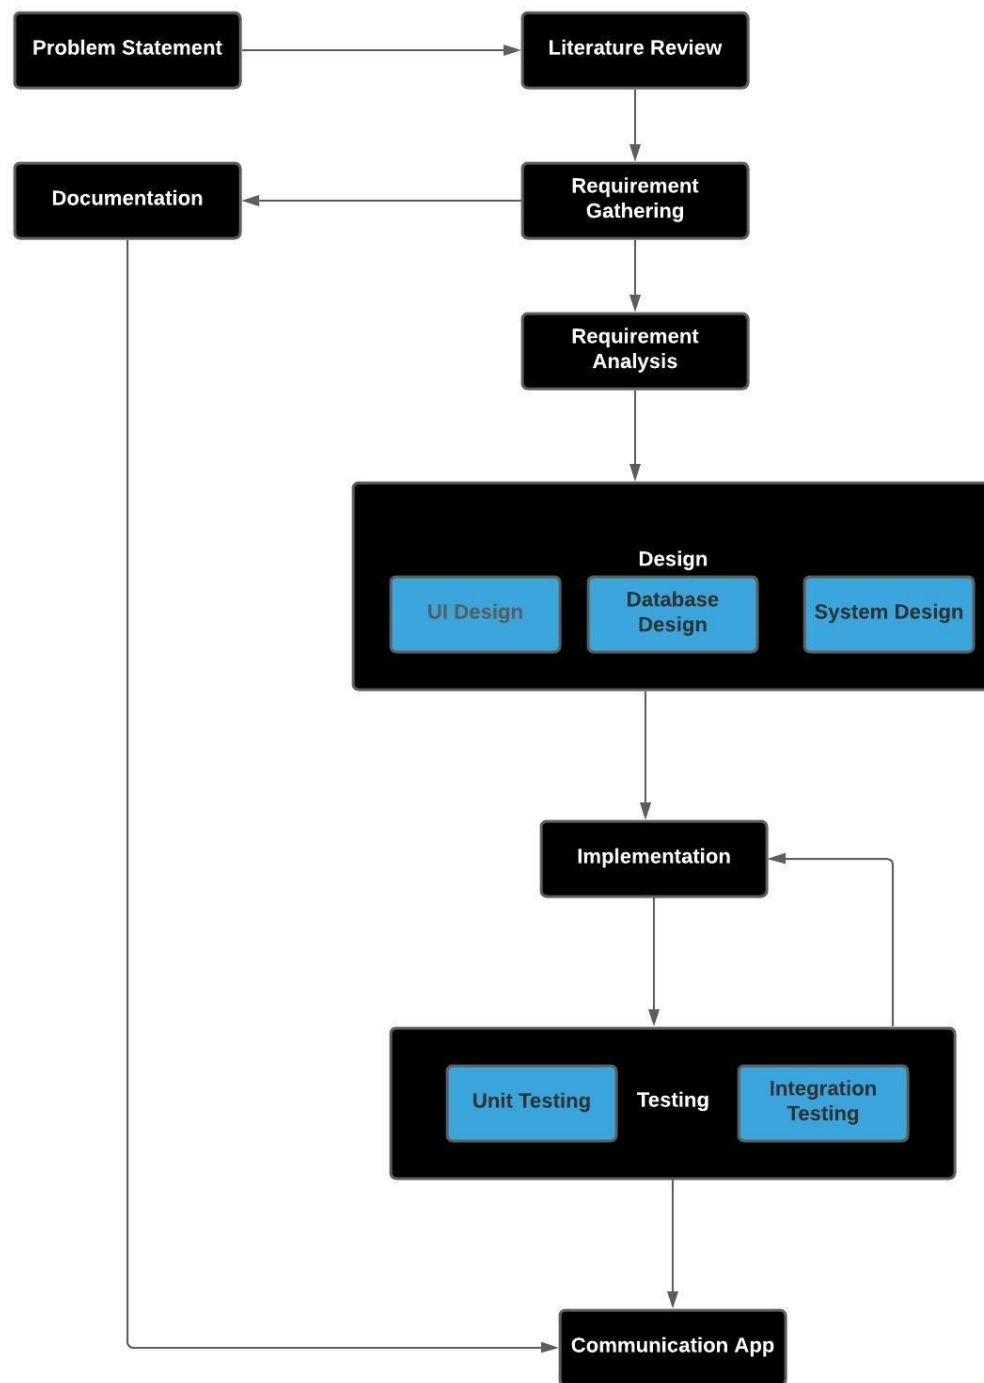 Problem Statement
Literature Review
Documentation
Requirement
Gathering
Requirement
Analysis
Design
UI Design
Database
Design
System Design
Implementation
Unit Testing
Testing
Integration
Testing
Communication App